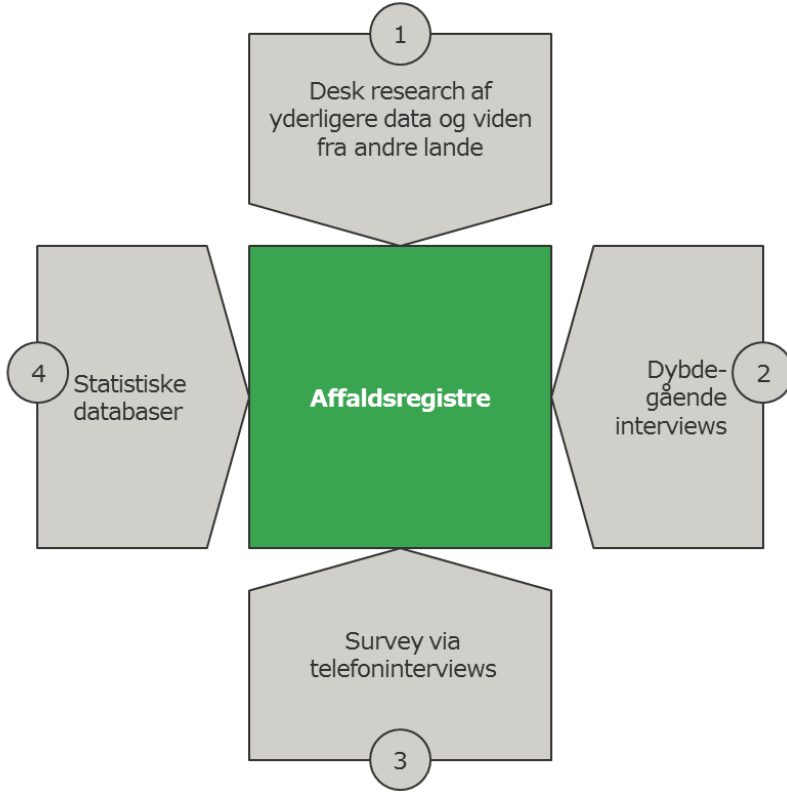 1
Desk research af
yderligere data og viden
fra andre lande
4
Statistiske
databaser
Affaldsregistre
Dybde-
gående
interviews
2
Survey via
telefoninterviews
3